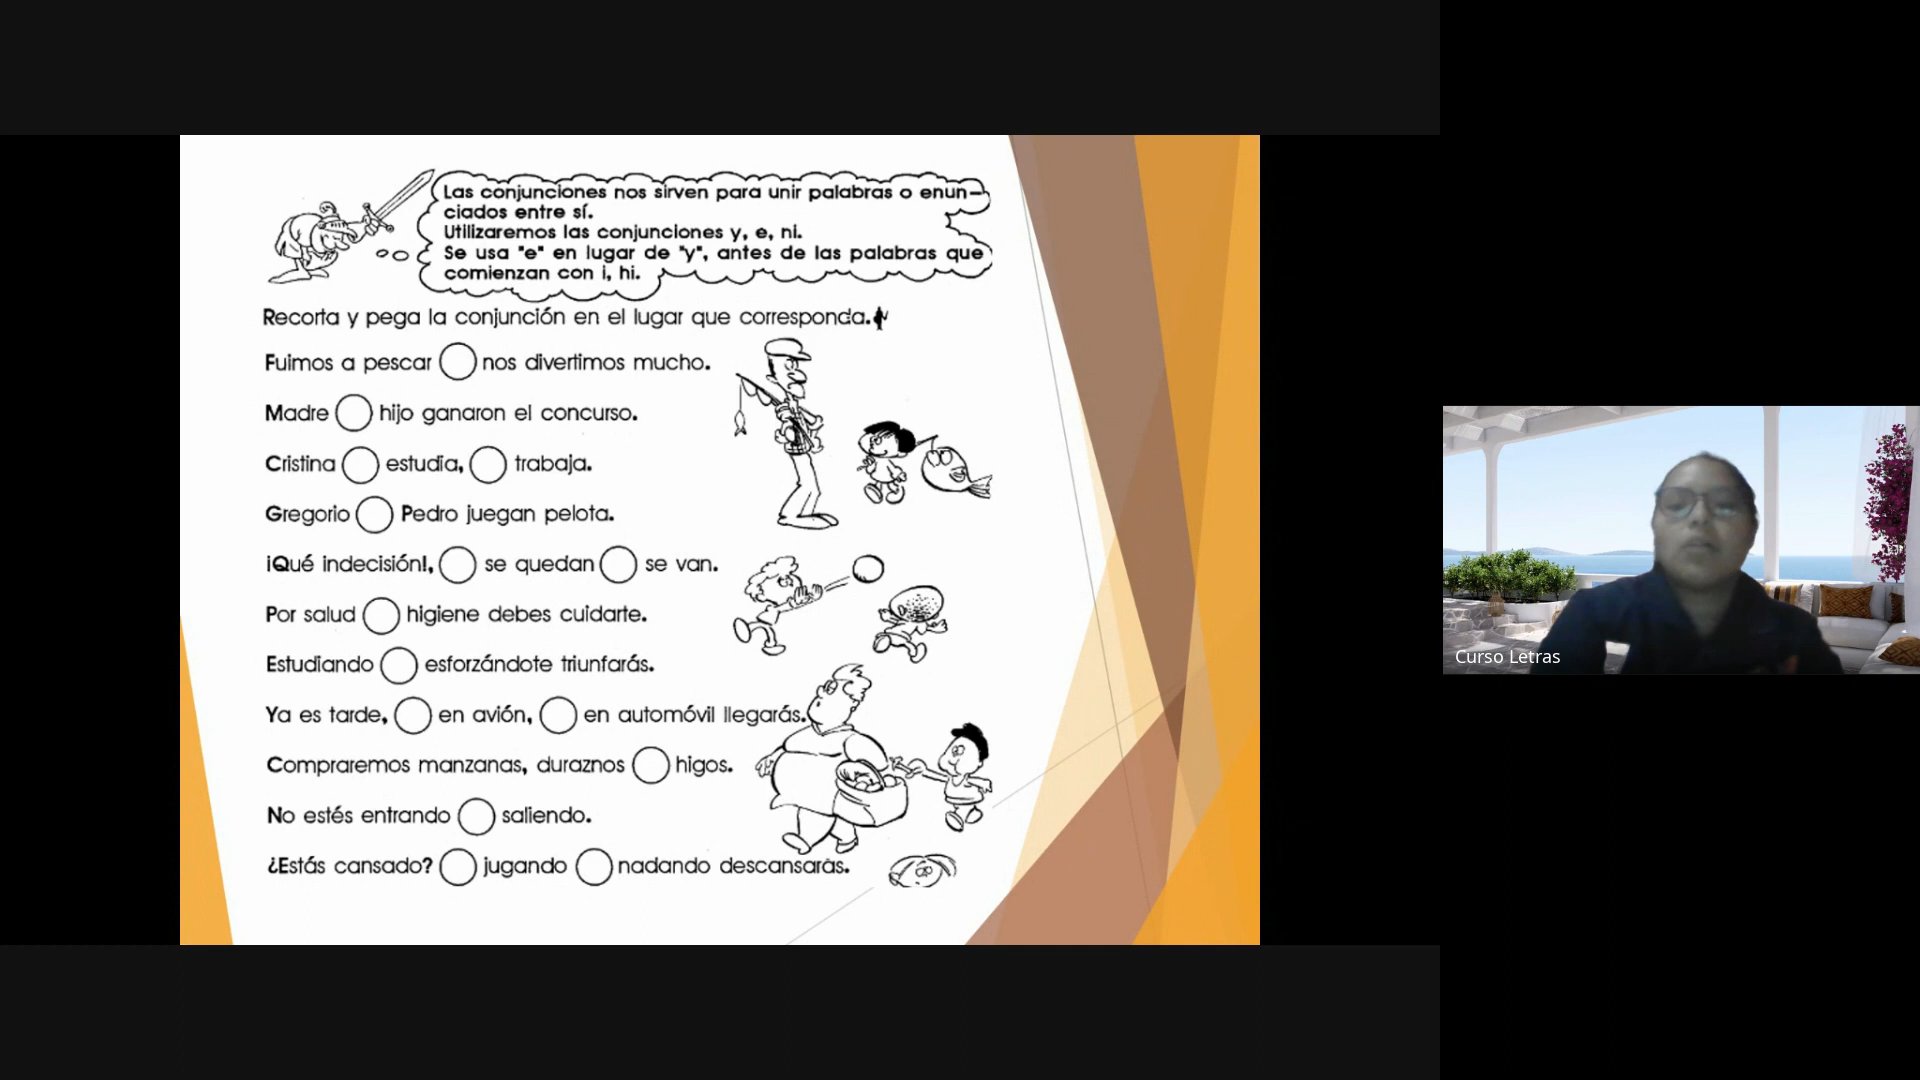 Las conjunciones nos sirven para unir palabras o enun-
ciados entre sí.
Utilizaremos las conjunciones y, e, ni.
Se usa "e" en lugar de "y", antes de las palabras que
comienzan con i, hi.
Recorta y pega la conjunción en el lugar que corresponda.
Fuimos a pescar nos divertimos mucho.
Madre hijo ganaron el concurso.
Cristina estudia, trabaja.
Gregorio Pedro juegan pelota.
¡Qué indecisión!, se quedan se van.
Por salud higiene debes cuidarte.
Estudiando esforzándote triunfarás.
Ya es tarde, en avión, en automóvil llegarás.
Compraremos manzanas, duraznos higos.
No estés entrando saliendo.
¿Estás cansado? jugando nadando descansarás.
Curso Letras